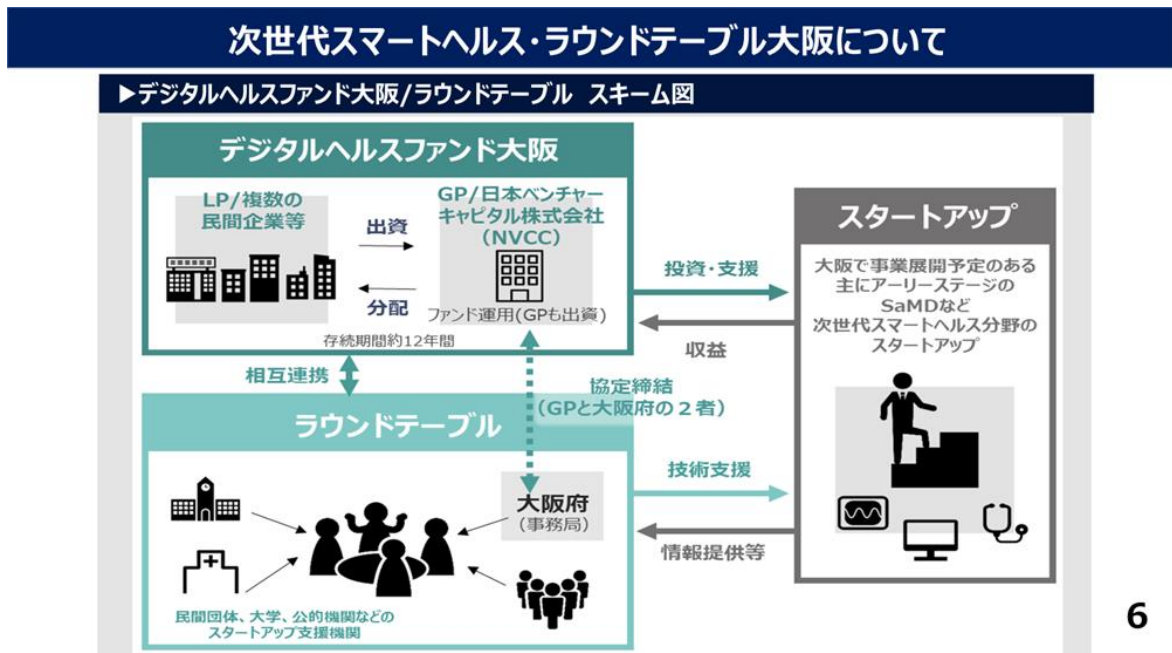 次世代スマートヘルス・ラウンドテーブル大阪について
▶デジタルヘルスファンド大阪/ラウンドテーブル スキーム図
デジタルヘルスファンド大阪
LP/複数の
民間企業等
出資
分配
GP/日本ベンチャー
キャピタル株式会社
(NVCC)
ファンド運用(GPも出資)
存続期間約12年間
投資・支援
収益
スタートアップ
大阪で事業展開予定のある
主にアーリーステージの
SaMDなど
次世代スマートヘルス分野の
スタートアップ
相互連携
協定締結
(GPと大阪府の2者)
ラウンドテーブル
大阪府
(事務局)
技術支援
情報提供等
民間団体、大学、公的機関などの
スタートアップ支援機関
6